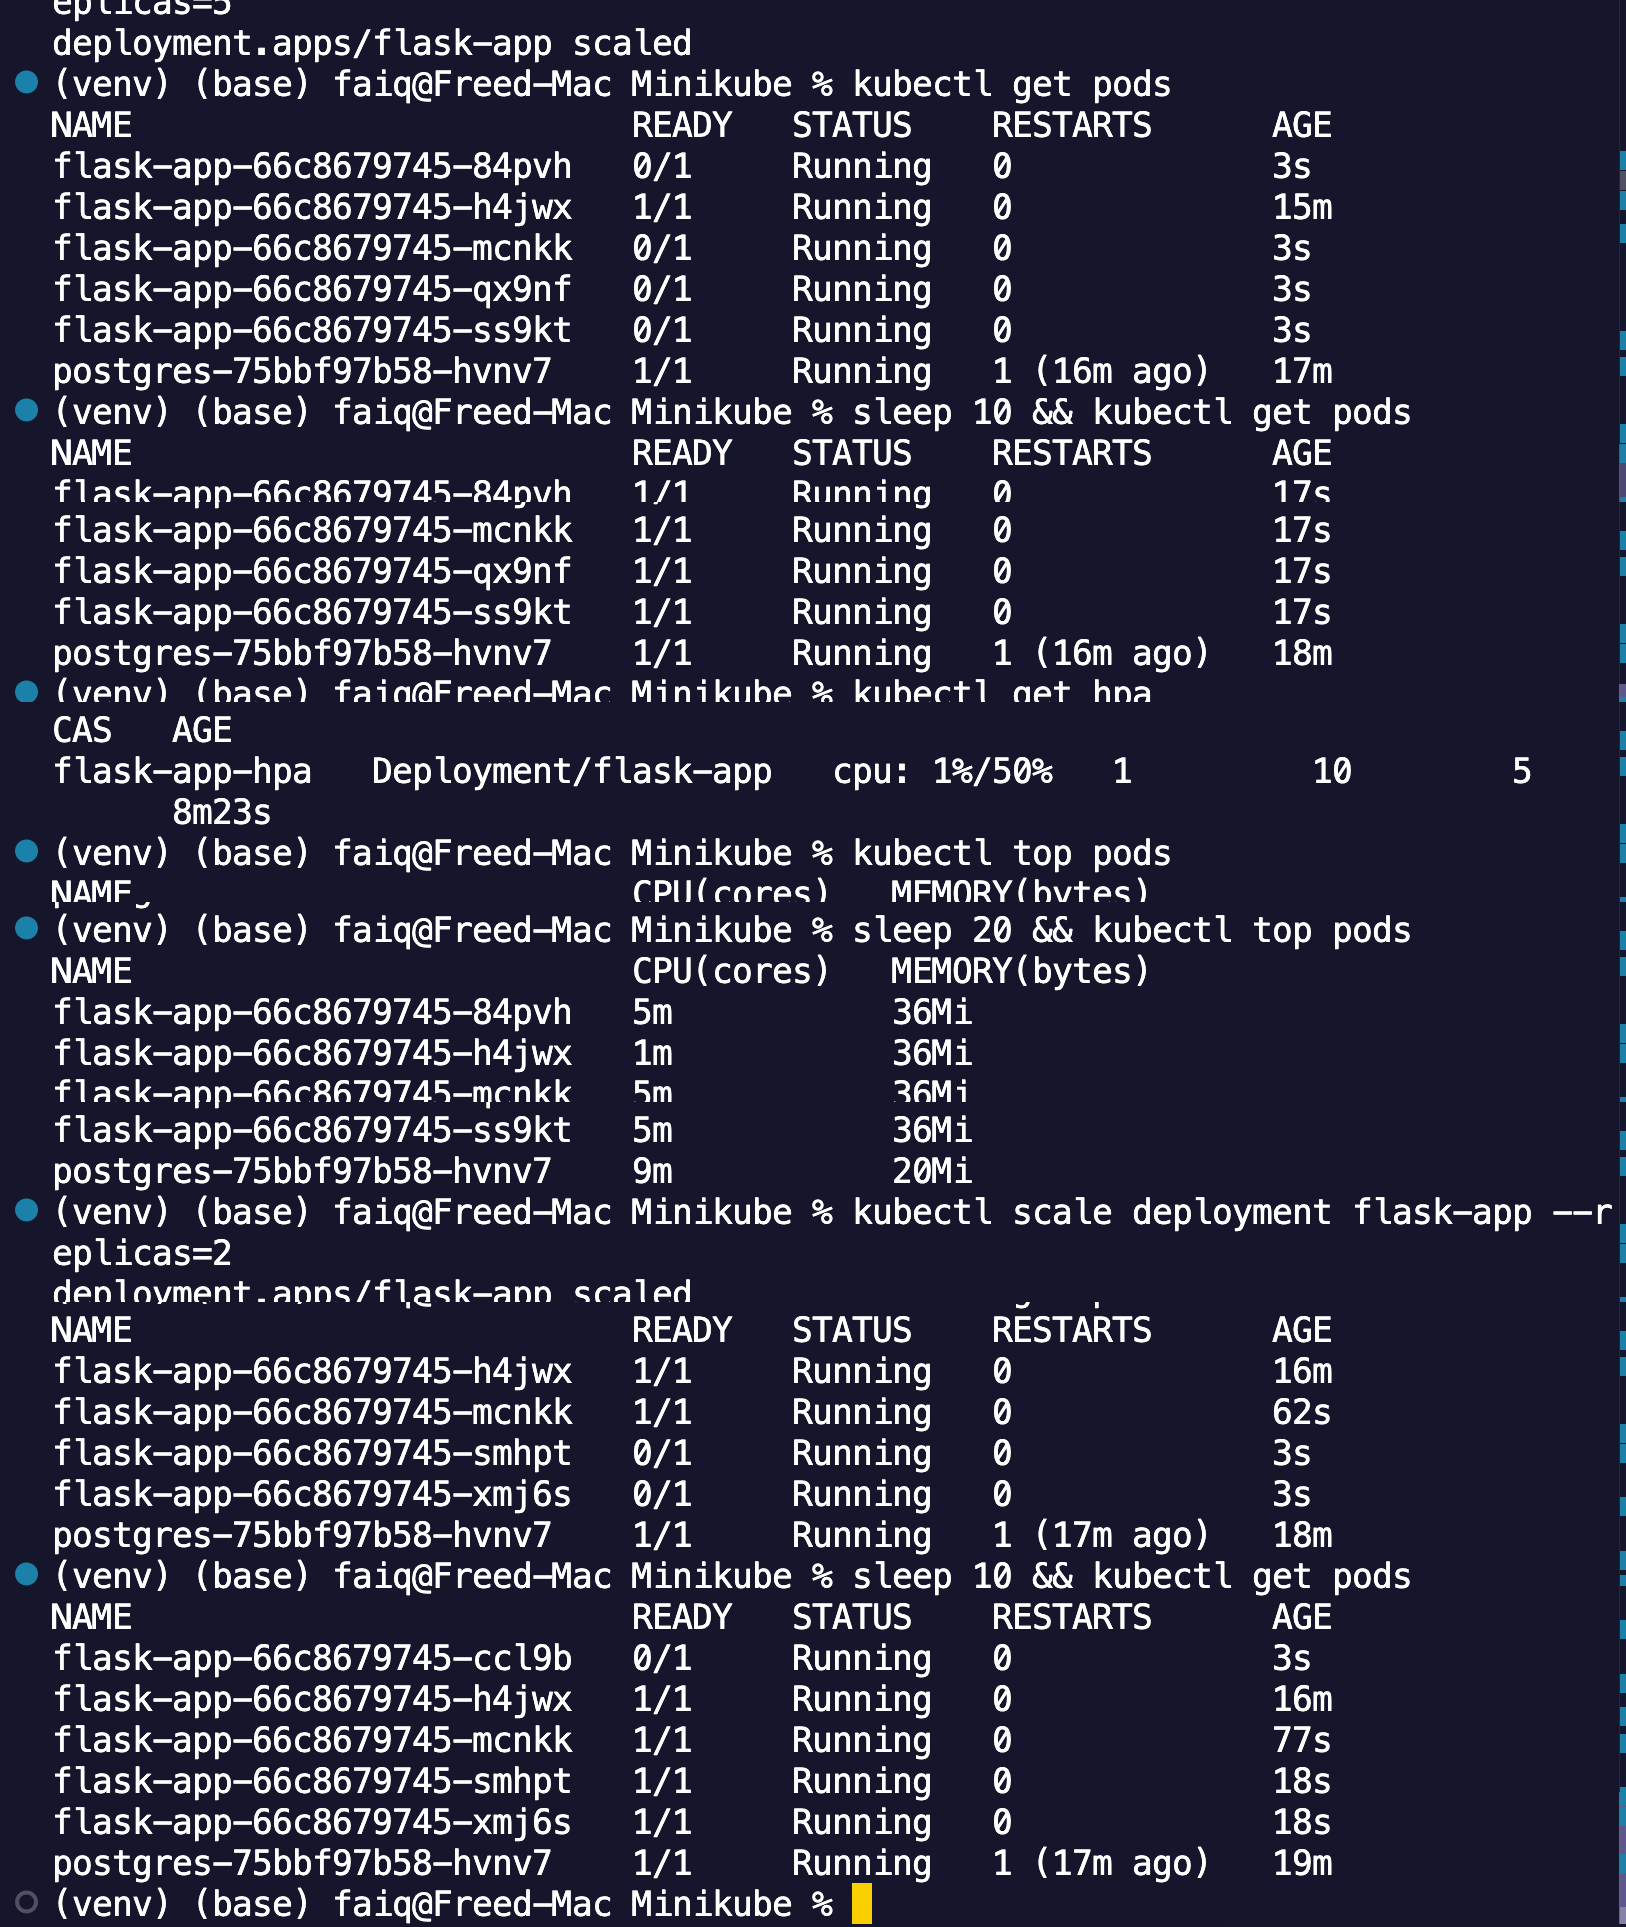 eplicas=5
deployment.apps/flask-app scaled
(venv) (base) faiq@Freed-Mac Minikube % kubectl get pods
NAME                         READY   STATUS    RESTARTS      AGE
flask-app-66c8679745-84pvh   0/1     Running   0             3s
flask-app-66c8679745-h4jwx   1/1     Running   0             15m
flask-app-66c8679745-mcnkk   0/1     Running   0             3s
flask-app-66c8679745-qx9nf   0/1     Running   0             3s
flask-app-66c8679745-ss9kt   0/1     Running   0             3s
postgres-75bbf97b58-hvnv7    1/1     Running   1 (16m ago)   17m
(venv) (base) faiq@Freed-Mac Minikube % sleep 10 && kubectl get pods
NAME                         READY   STATUS    RESTARTS      AGE
flask-app-66c8679745-84pvh   1/1     Running   0             17s
flask-app-66c8679745-mcnkk   1/1     Running   0             17s
flask-app-66c8679745-qx9nf   1/1     Running   0             17s
flask-app-66c8679745-ss9kt   1/1     Running   0             17s
postgres-75bbf97b58-hvnv7    1/1     Running   1 (16m ago)   18m
(venv) (base) faiq@Freed-Mac Minikube % kubectl get hpa
CAS   AGE
flask-app-hpa   Deployment/flask-app   cpu: 1%/50%   1         10        5
      8m23s
(venv) (base) faiq@Freed-Mac Minikube % kubectl top pods
NAME                         CPU(cores)   MEMORY(bytes)
(venv) (base) faiq@Freed-Mac Minikube % sleep 20 && kubectl top pods
NAME                         CPU(cores)   MEMORY(bytes)
flask-app-66c8679745-84pvh   5m           36Mi
flask-app-66c8679745-h4jwx   1m           36Mi
flask-app-66c8679745-mcnkk   5m           36Mi
flask-app-66c8679745-ss9kt   5m           36Mi
postgres-75bbf97b58-hvnv7    9m           20Mi
(venv) (base) faiq@Freed-Mac Minikube % kubectl scale deployment flask-app --r
eplicas=2
deployment.apps/flask-app scaled
NAME                         READY   STATUS    RESTARTS      AGE
flask-app-66c8679745-h4jwx   1/1     Running   0             16m
flask-app-66c8679745-mcnkk   1/1     Running   0             62s
flask-app-66c8679745-smhpt   0/1     Running   0             3s
flask-app-66c8679745-xmj6s   0/1     Running   0             3s
postgres-75bbf97b58-hvnv7    1/1     Running   1 (17m ago)   18m
(venv) (base) faiq@Freed-Mac Minikube % sleep 10 && kubectl get pods
NAME                         READY   STATUS    RESTARTS      AGE
flask-app-66c8679745-ccl9b   0/1     Running   0             3s
flask-app-66c8679745-h4jwx   1/1     Running   0             16m
flask-app-66c8679745-mcnkk   1/1     Running   0             77s
flask-app-66c8679745-smhpt   1/1     Running   0             18s
flask-app-66c8679745-xmj6s   1/1     Running   0             18s
postgres-75bbf97b58-hvnv7    1/1     Running   1 (17m ago)   19m
(venv) (base) faiq@Freed-Mac Minikube %